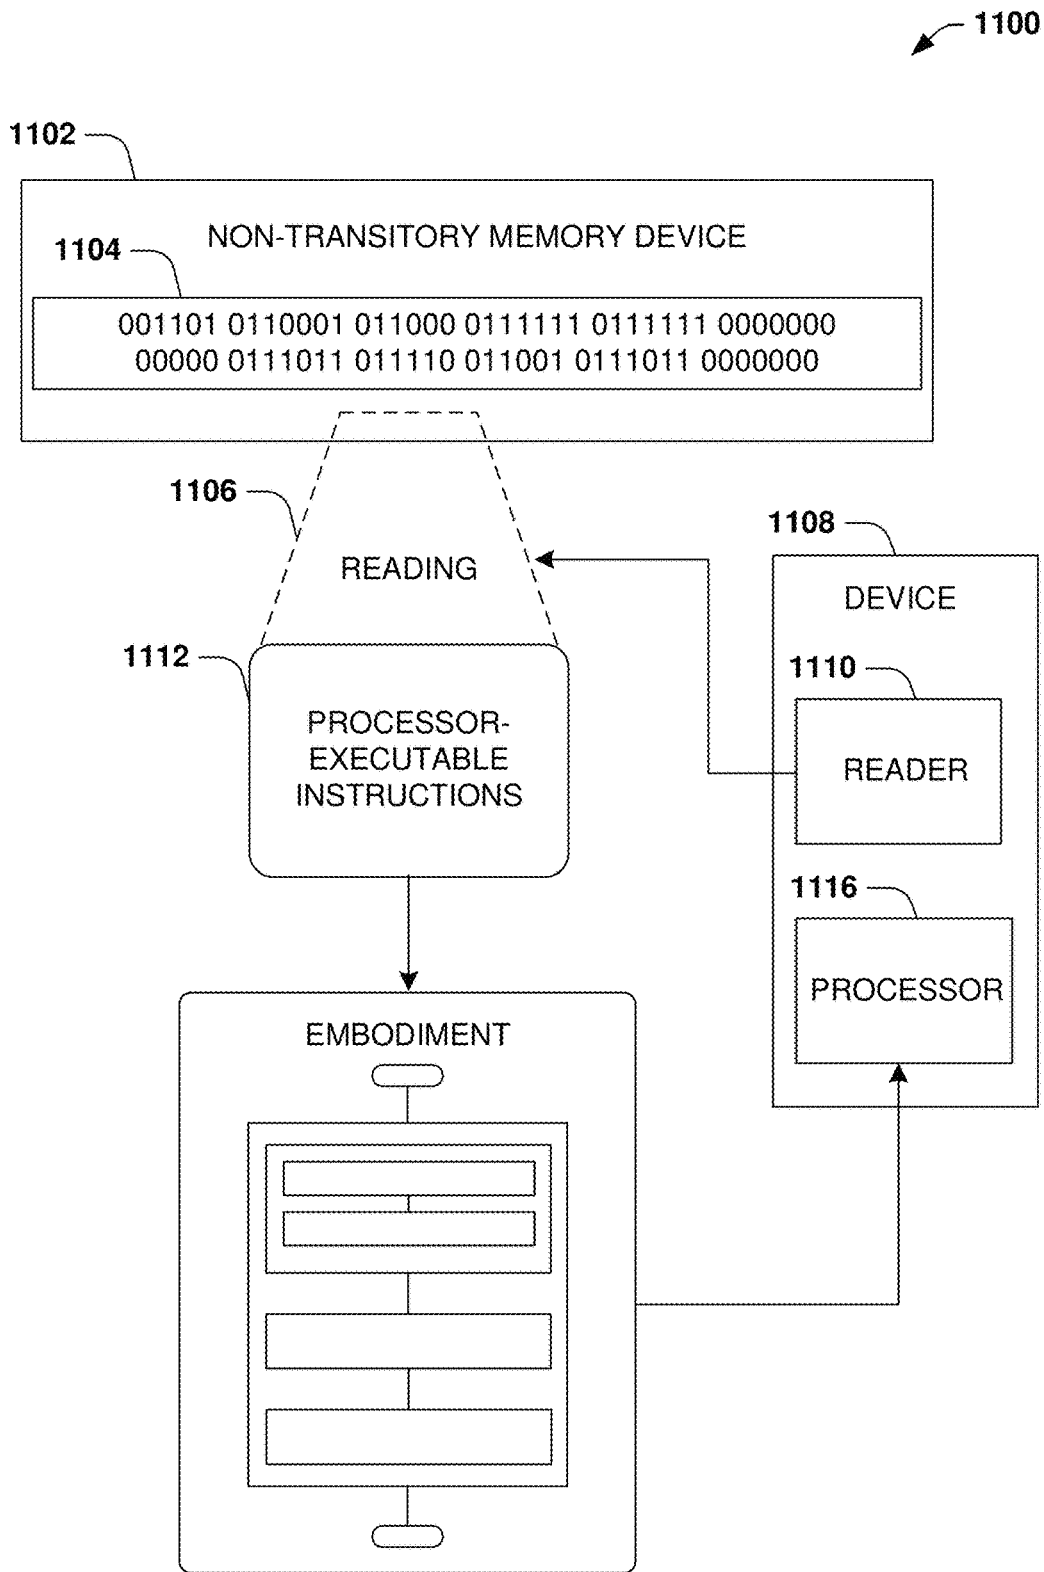 1100
1102
NON-TRANSITORY MEMORY DEVICE
1104
001101 0110001 011000 0111111 0111111 0000000
00000 0111011 011110 011001 0111011 0000000
1106
READING
1108
DEVICE
1110
READER
1112
PROCESSOR-
EXECUTABLE
INSTRUCTIONS
1116
PROCESSOR
EMBODIMENT